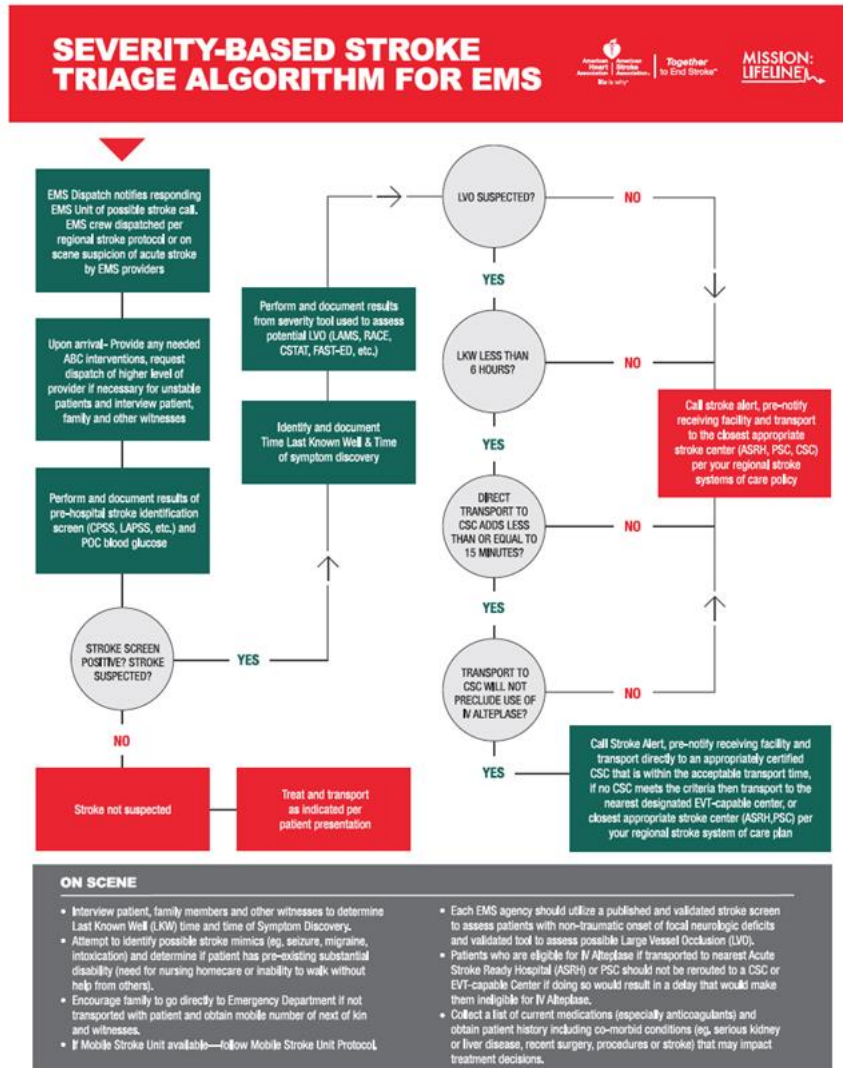 SEVERITY-BASED STROKE
TRIAGE ALGORITHM FOR EMS
American
Heart
Association
American
Stroke
Association®
life is why®
Together
to End Stroke™
MISSION:
LIFELINE
EMS Dispatch notifies responding
EMS Unit of possible stroke call.
EMS crew dispatched per
regional stroke protocol or on
scene suspicion of acute stroke
by EMS providers
Upon arrival- Provide any needed
ABC interventions, request
dispatch of higher level of
provider if necessary for unstable
patients and interview patient,
family and other witnesses
Perform and document results of
pre-hospital stroke identification
screen (CPSS, LAPSS, etc.) and
POC blood glucose
STROKE SCREEN
POSITIVE? STROKE
SUSPECTED?
YES
NO
Stroke not suspected
Treat and transport
as indicated per
patient presentation
Identify and document
Time Last Known Well & Time
of symptom discovery
Perform and document results
from severity tool used to assess
potential LVO (LAMS, RACE,
CSTAT, FAST-ED, etc.)
LVO SUSPECTED?
NO
YES
LKW LESS THAN
6 HOURS?
NO
YES
DIRECT
TRANSPORT TO
CSC ADDS LESS
THAN OR EQUAL TO
15 MINUTES?
NO
YES
TRANSPORT TO
CSC WILL NOT
PRECLUDE USE OF
IV ALTEPLASE?
NO
YES
Call stroke alert, pre-notify
receiving facility and transport
to the closest appropriate
stroke center (ASRH, PSC, CSC)
per your regional stroke
systems of care policy
Call Stroke Alert, pre-notify receiving facility and
transport directly to an appropriately certified
CSC that is within the acceptable transport time,
if no CSC meets the criteria then transport to the
nearest designated EVT-capable center, or
closest appropriate stroke center (ASRH,PSC) per
your regional stroke system of care plan
ON SCENE
• Interview patient, family members and other witnesses to determine
Last Known Well (LKW) time and time of Symptom Discovery.
• Attempt to identify possible stroke mimics (eg, seizure, migraine,
intoxication) and determine if patient has pre-existing substantial
disability (need for nursing homecare or inability to walk without
help from others).
• Encourage family to go directly to Emergency Department if not
transported with patient and obtain mobile number of next of kin
and witnesses.
• If Mobile Stroke Unit available—follow Mobile Stroke Unit Protocol.
• Each EMS agency should utilize a published and validated stroke screen
to assess patients with non-traumatic onset of focal neurologic deficits
and validated tool to assess possible Large Vessel Occlusion (LVO).
• Patients who are eligible for IV Alteplase if transported to nearest Acute
Stroke Ready Hospital (ASRH) or PSC should not be rerouted to a CSC or
EVT-capable Center if doing so would result in a delay that would make
them ineligible for IV Alteplase.
• Collect a list of current medications (especially anticoagulants) and
obtain patient history including co-morbid conditions (eg. serious kidney
or liver disease, recent surgery, procedures or stroke) that may impact
treatment decisions.